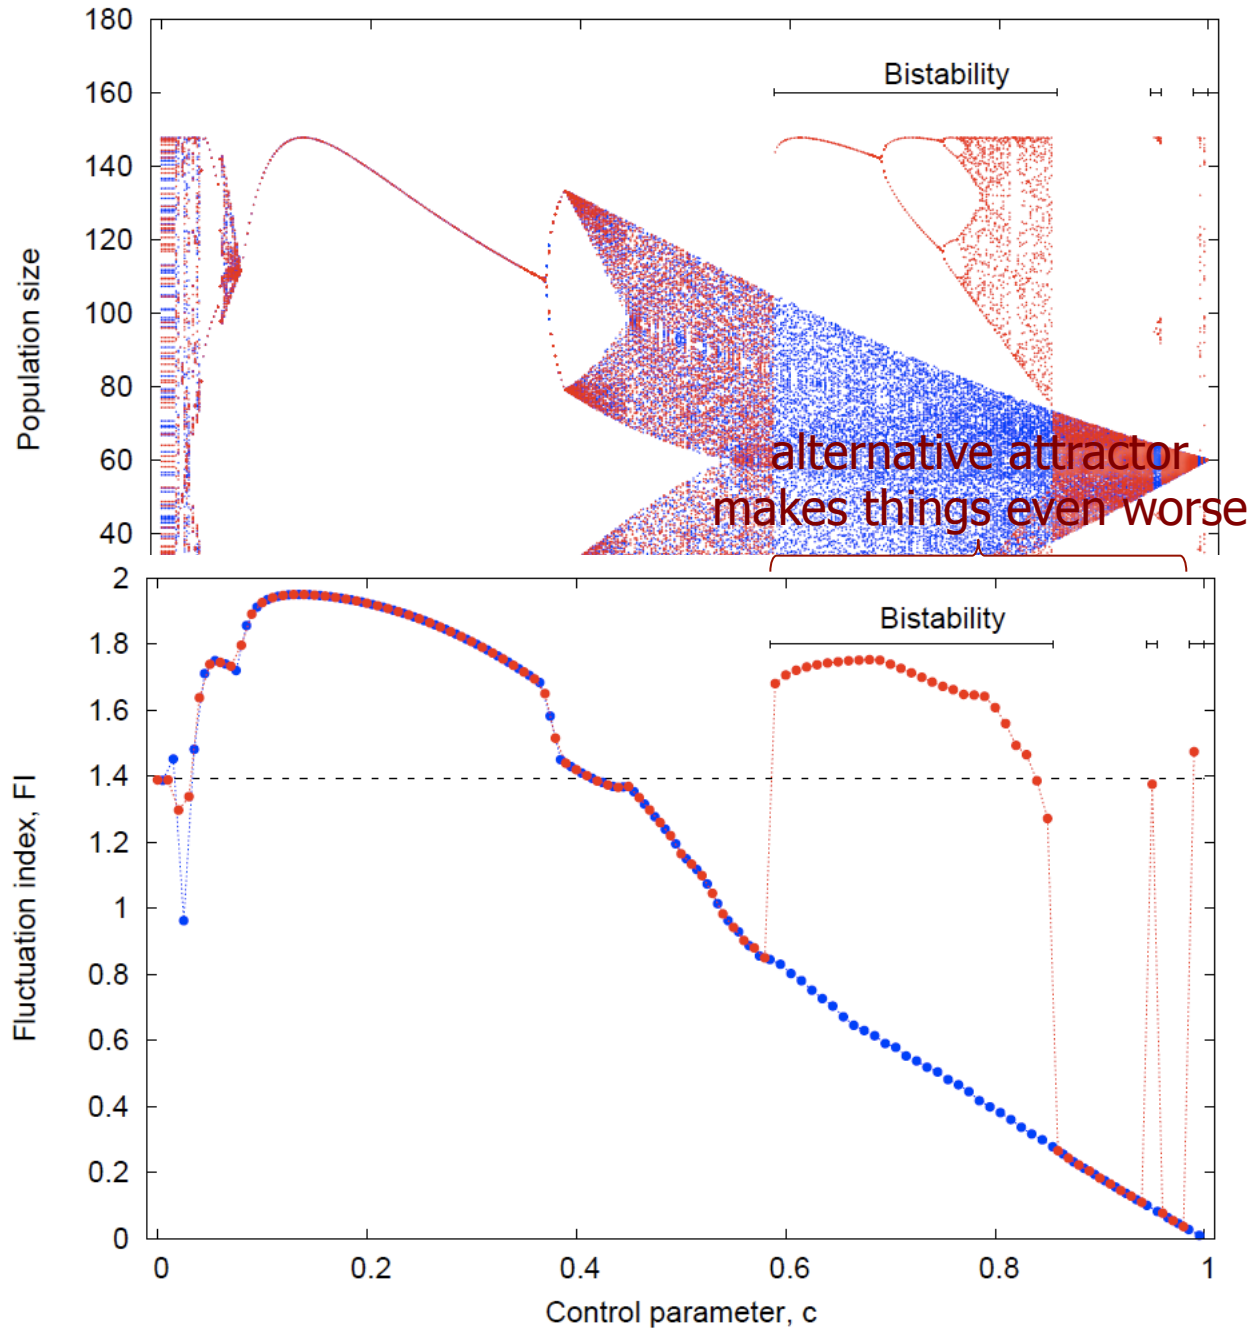 180
160
140
120
100
80
60
40
Population size
Bistability
alternative attractor
makes things even worse
2
1.8
1.6
1.4
1.2
1
0.8
0.6
0.4
0.2
0
Fluctuation index, FI
Bistability
0 0.2 0.4 0.6 0.8 1
Control parameter, c